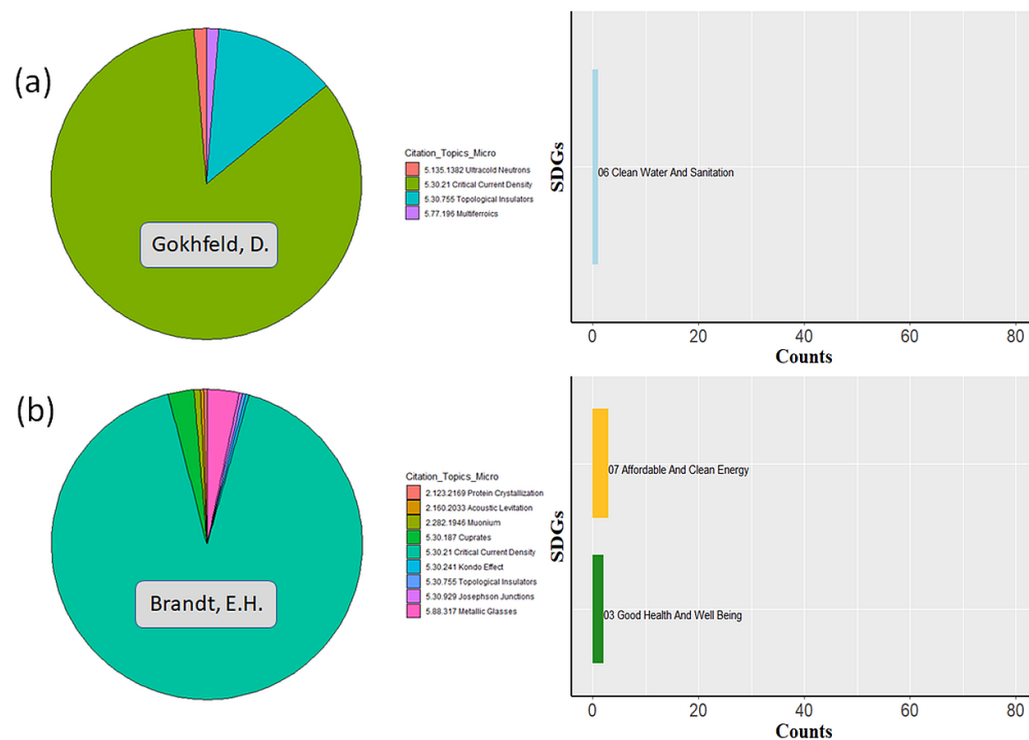 (a)
Gokhfeld, D.
Citation_Topics_Micro
5.135.1382 Ultracold Neutrons
5.30.21 Critical Current Density
5.30.755 Topological Insulators
5.77.196 Multiferroics
SDGs
06 Clean Water And Sanitation
0 20 40 60 80
Counts
(b)
Brandt, E.H.
Citation_Topics_Micro
2.123.2169 Protein Crystallization
2.160.2033 Acoustic Levitation
2.282.1946 Muonium
5.30.187 Cuprates
5.30.21 Critical Current Density
5.30.241 Kondo Effect
5.30.755 Topological Insulators
5.30.929 Josephson Junctions
5.88.317 Metallic Glasses
SDGs
07 Affordable And Clean Energy
03 Good Health And Well Being
0 20 40 60 80
Counts